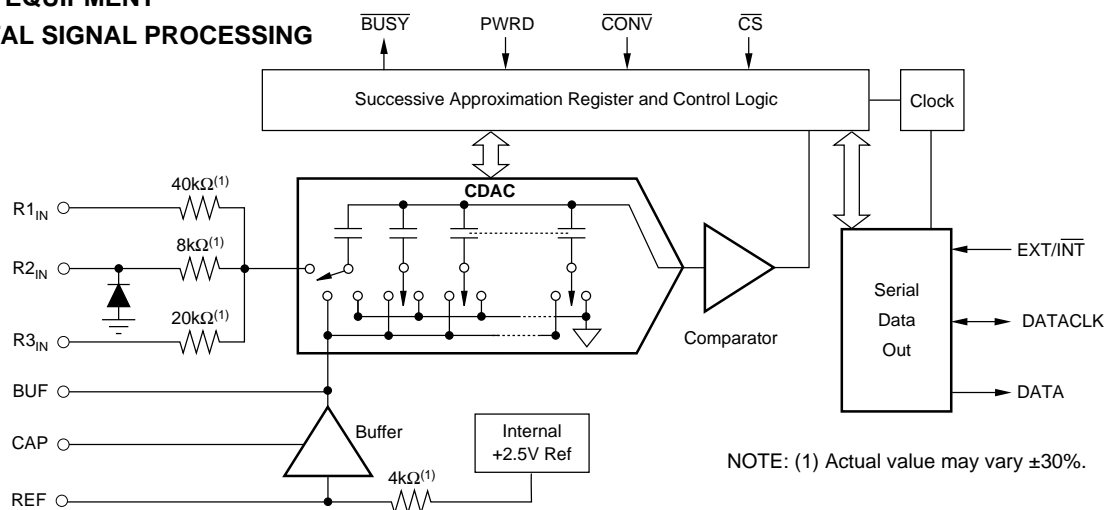 EQUIPMENT
TAL SIGNAL PROCESSING
BUSY
PWRD
CONV
CS
Successive Approximation Register and Control Logic
Clock
CDAC
40kΩ(1)
R1IN
8kΩ(1)
R2IN
20kΩ(1)
R3IN
BUF
CAP
REF
Buffer
4kΩ(1)
Internal
+2.5V Ref
Comparator
Serial
Data
Out
EXT/INT
DATACLK
DATA
NOTE: (1) Actual value may vary ±30%.